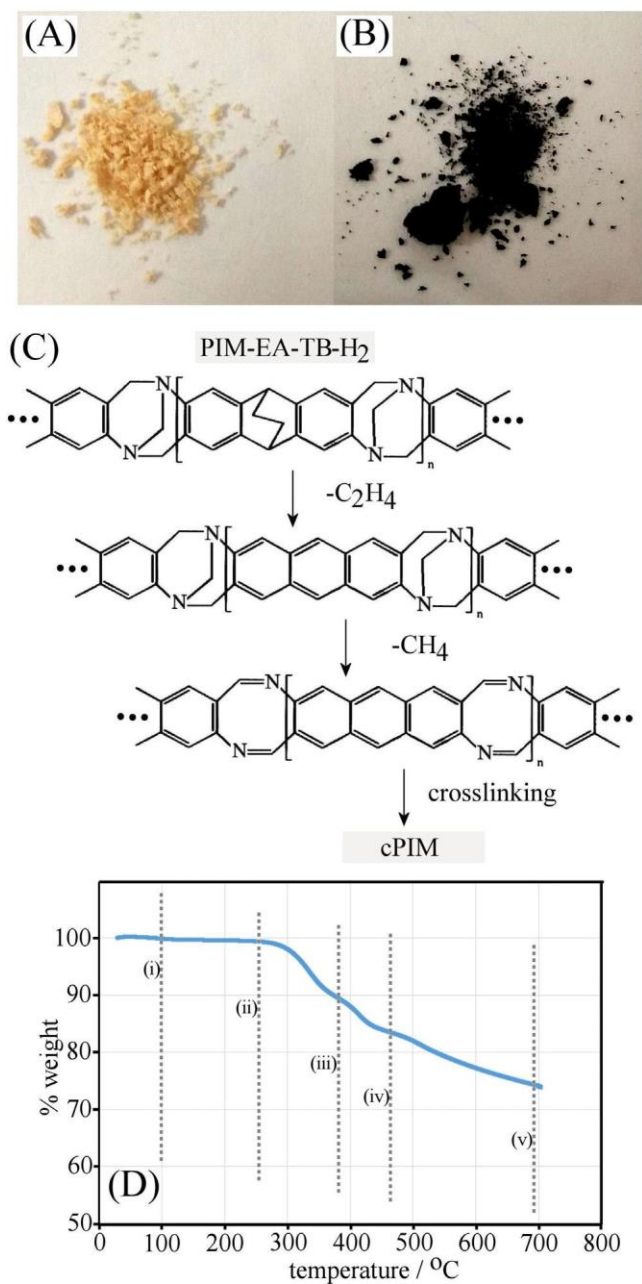 (A)
(B)
(C)
PIM-EA-TB-H2
N
N
N
N
n
-C2H4
N
N
N
N
n
-CH4
N
N
N
N
n
crosslinking
cPIM
100
90
80
70
60
50
% weight
(i)
(ii)
(iii)
(iv)
(v)
(D)
0 100 200 300 400 500 600 700 800
temperature / °C